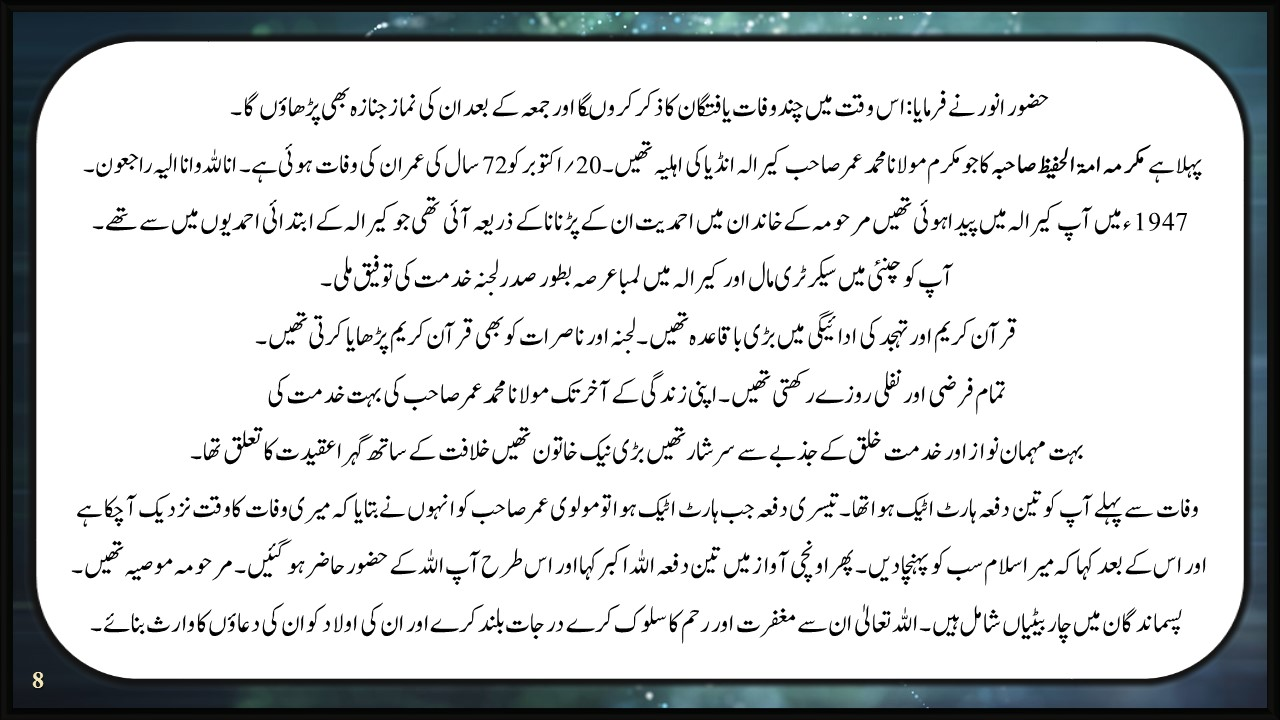 حضور انور نے فرمایا: اس وقت میں چند وفات یافتگان کا ذکر کروں گا اور جمعہ کے بعد ان کی نماز جنازہ بھی پڑھاؤں گا۔
پہلا ہے مکرمہ امۃ الحفیظ صاحبہ کا جو مکرم مولانا محمد عمر صاحب کیرالہ انڈیا کی اہلیہ تھیں۔ 20؍اکتوبر کو 72 سال کی عمر ان کی وفات ہوئی ہے۔ انا للہ وانا الیہ راجعون۔
1947ء میں آپ کیرالہ میں پیدا ہوئی تھیں مرحومہ کے خاندان میں احمدیت ان کے پڑنانا کے ذریعہ آئی تھی جو کیرالہ کے ابتدائی احمدیوں میں سے تھے۔
آپ کو چنئی میں سیکرٹری مال اور کیرالہ میں لمبا عرصہ بطور صدر لجنہ خدمت کی توفیق ملی۔
قرآن کریم اور تہجد کی ادائیگی میں بڑی باقاعدہ تھیں۔ لجنہ اور ناصرات کو بھی قرآن کریم پڑھایا کرتی تھیں۔
تمام فرضی اور نفلی روزے رکھتی تھیں۔ اپنی زندگی کے آخر تک مولانا محمد عمر صاحب کی بہت خدمت کی
بہت مہمان نواز اور خدمت خلق کے جذبے سے سرشار تھیں بڑی نیک خاتون تھیں خلافت کے ساتھ گہرا عقیدت کا تعلق تھا۔
وفات سے پہلے آپ کو تین دفعہ ہارٹ اٹیک ہوا تھا۔ تیسری دفعہ جب ہارٹ اٹیک ہوا تو مولوی عمر صاحب کو انہوں نے بتایا کہ میری وفات کا وقت نزدیک آ چکا ہے
اور اس کے بعد کہا کہ میرا سلام سب کو پہنچا دیں۔ پھر اونچی آواز میں تین دفعہ اللہ اکبر کہا اور اس طرح آپ اللہ کے حضور حاضر ہو گئیں۔ مرحومہ موصیہ تھیں۔
پسماندگان میں چار بیٹیاں شامل ہیں۔ اللہ تعالیٰ ان سے مغفرت اور رحم کا سلوک کرے درجات بلند کرے اور ان کی اولاد کو ان کی دعاؤں کا وارث بنائے۔
8